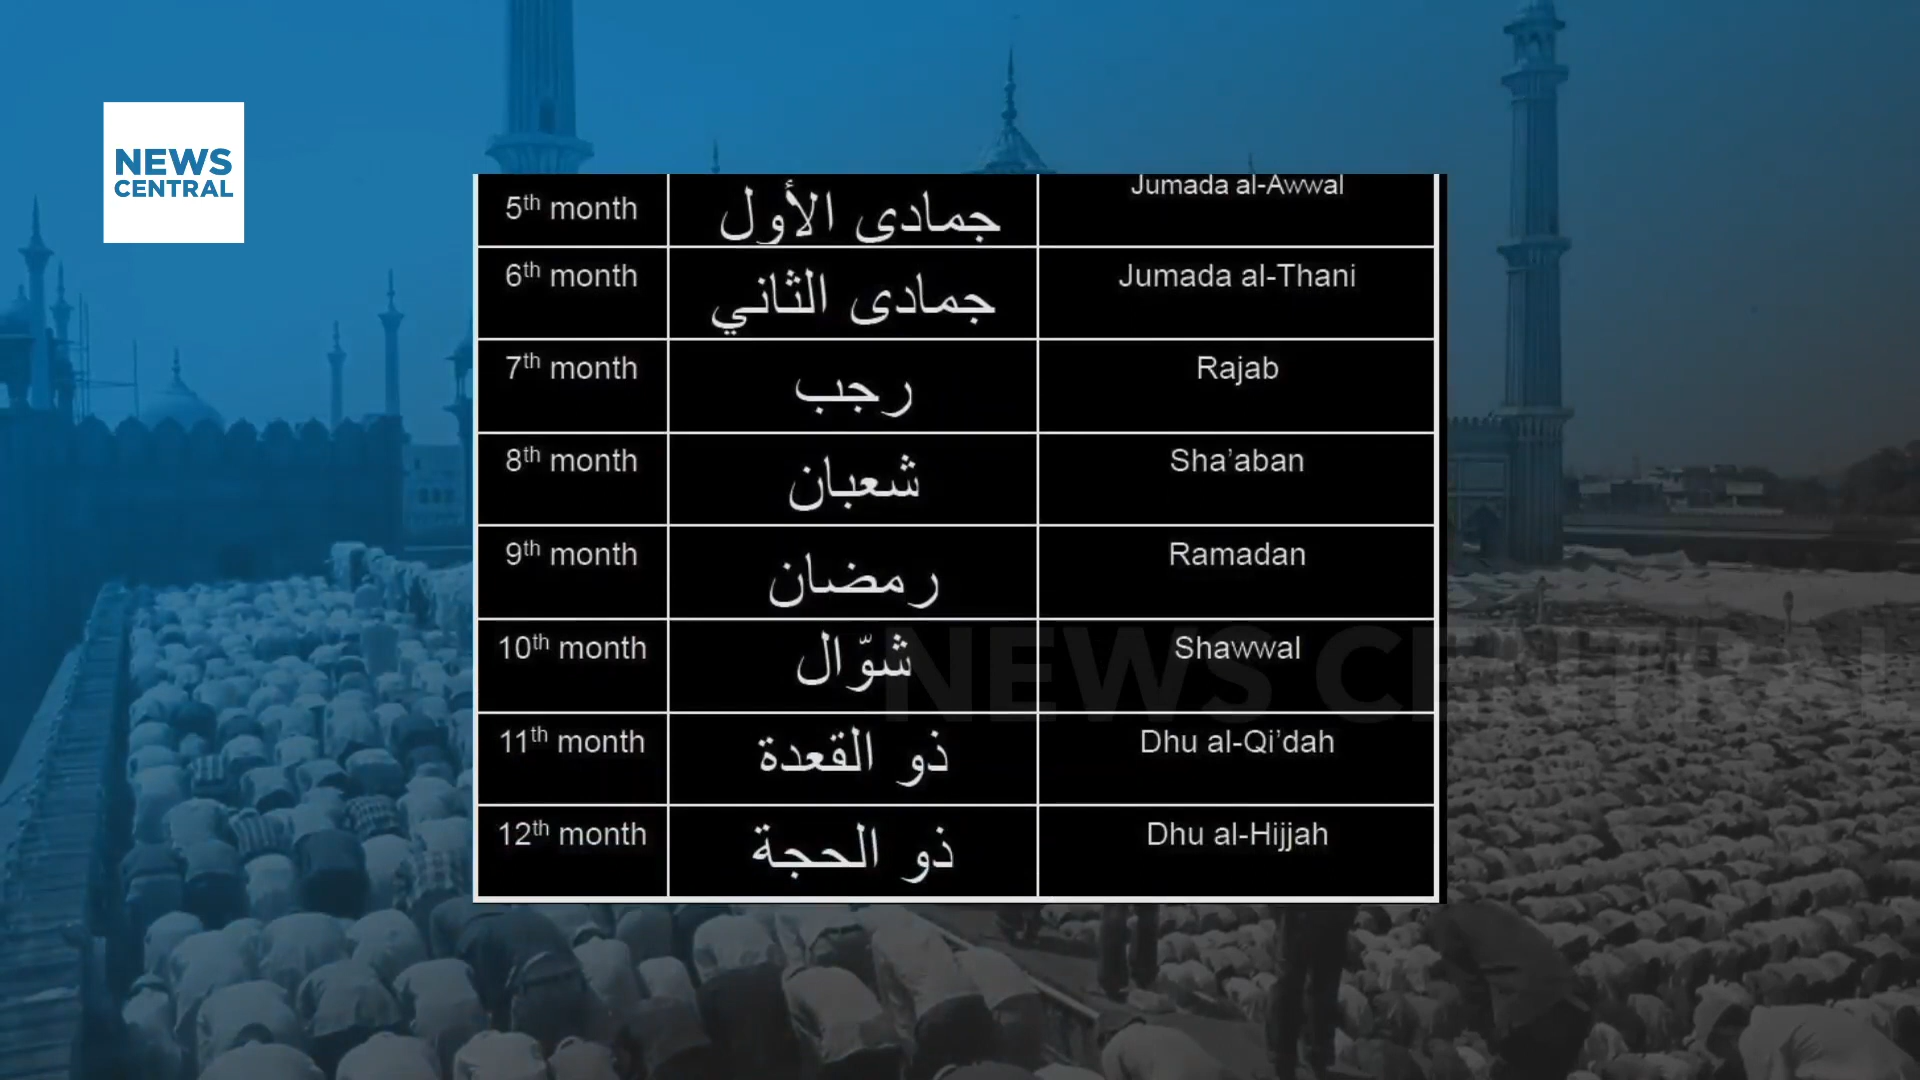 NEWS
CENTRAL
5th month جمادى الأول Jumada al-Awwal
6th month جمادى الثاني Jumada al-Thani
7th month رجب Rajab
8th month شعبان Sha’aban
9th month رمضان Ramadan
10th month شوّال Shawwal
11th month ذو القعدة Dhu al-Qi’dah
12th month ذو الحجة Dhu al-Hijjah
NEWS CENTRAL